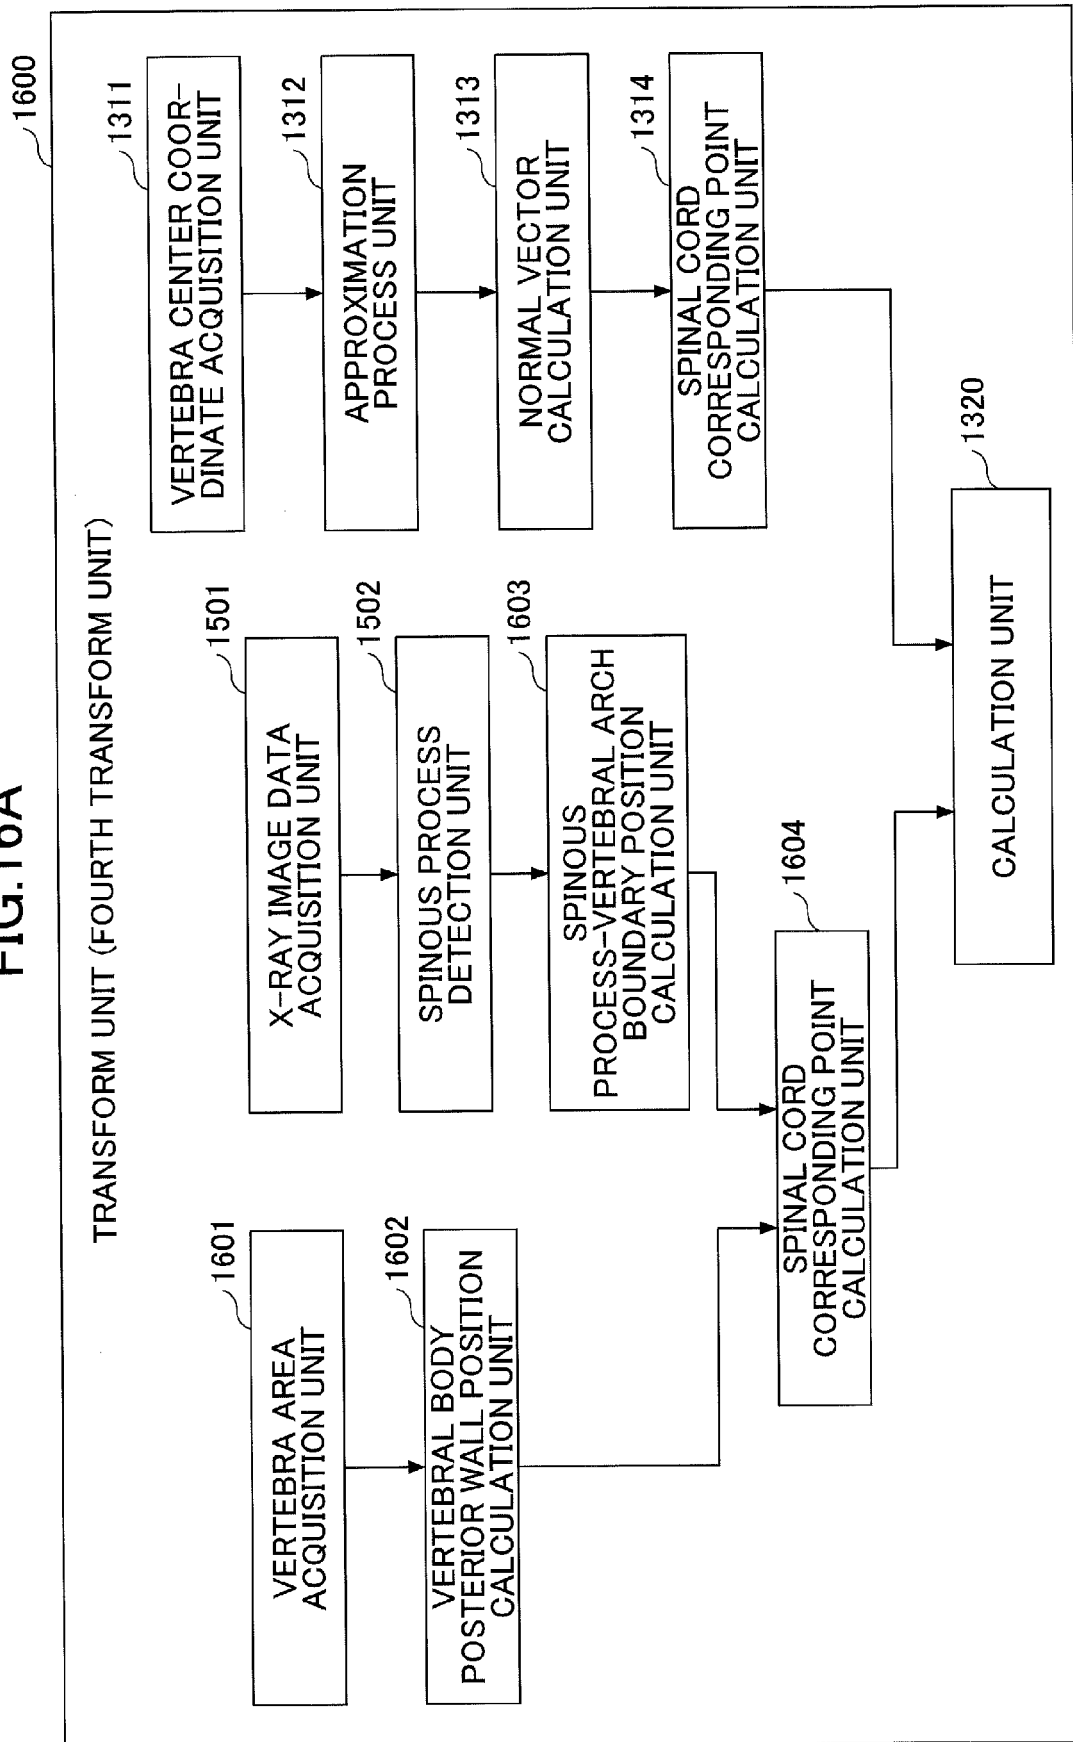 FIG.16A
1600
TRANSFORM UNIT (FOURTH TRANSFORM UNIT)
1601
VERTEBRA AREA
ACQUISITION UNIT
1602
VERTEBRAL BODY
POSTERIOR WALL POSITION
CALCULATION UNIT
1501
X-RAY IMAGE DATA
ACQUISITION UNIT
1502
SPINOUS PROCESS
DETECTION UNIT
1603
SPINOUS
PROCESS-VERTEBRAL ARCH
BOUNDARY POSITION
CALCULATION UNIT
1604
SPINAL CORD
CORRESPONDING POINT
CALCULATION UNIT
1311
VERTEBRA CENTER COOR-
DINATE ACQUISITION UNIT
1312
APPROXIMATION
PROCESS UNIT
1313
NORMAL VECTOR
CALCULATION UNIT
1314
SPINAL CORD
CORRESPONDING POINT
CALCULATION UNIT
1320
CALCULATION UNIT